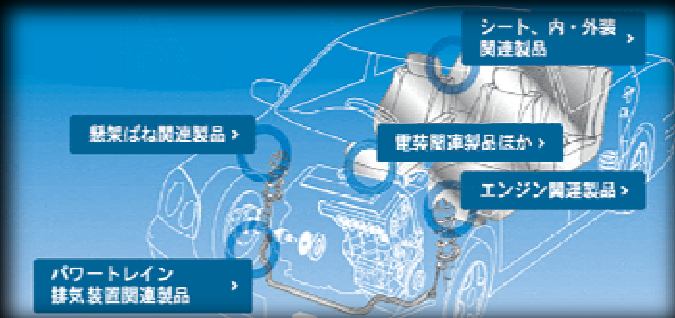 シート、内・外装
関連製品
懸架ばね関連製品
電装関連製品ほか
エンジン関連製品
パワートレイン
排気装置関連製品